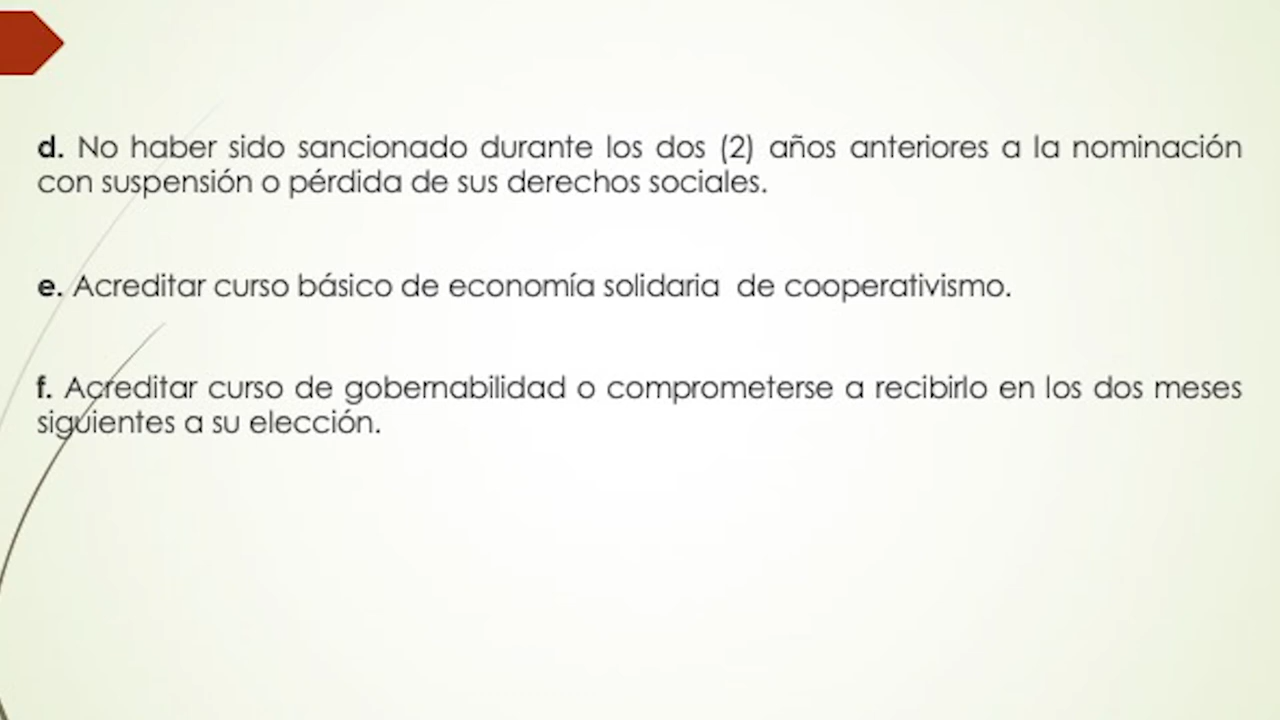 d. No haber sido sancionado durante los dos (2) años anteriores a la nominación
con suspensión o pérdida de sus derechos sociales.
e. Acreditar curso básico de economía solidaria  de cooperativismo.
f. Acreditar curso de gobernabilidad o comprometerse a recibirlo en los dos meses
siguientes a su elección.